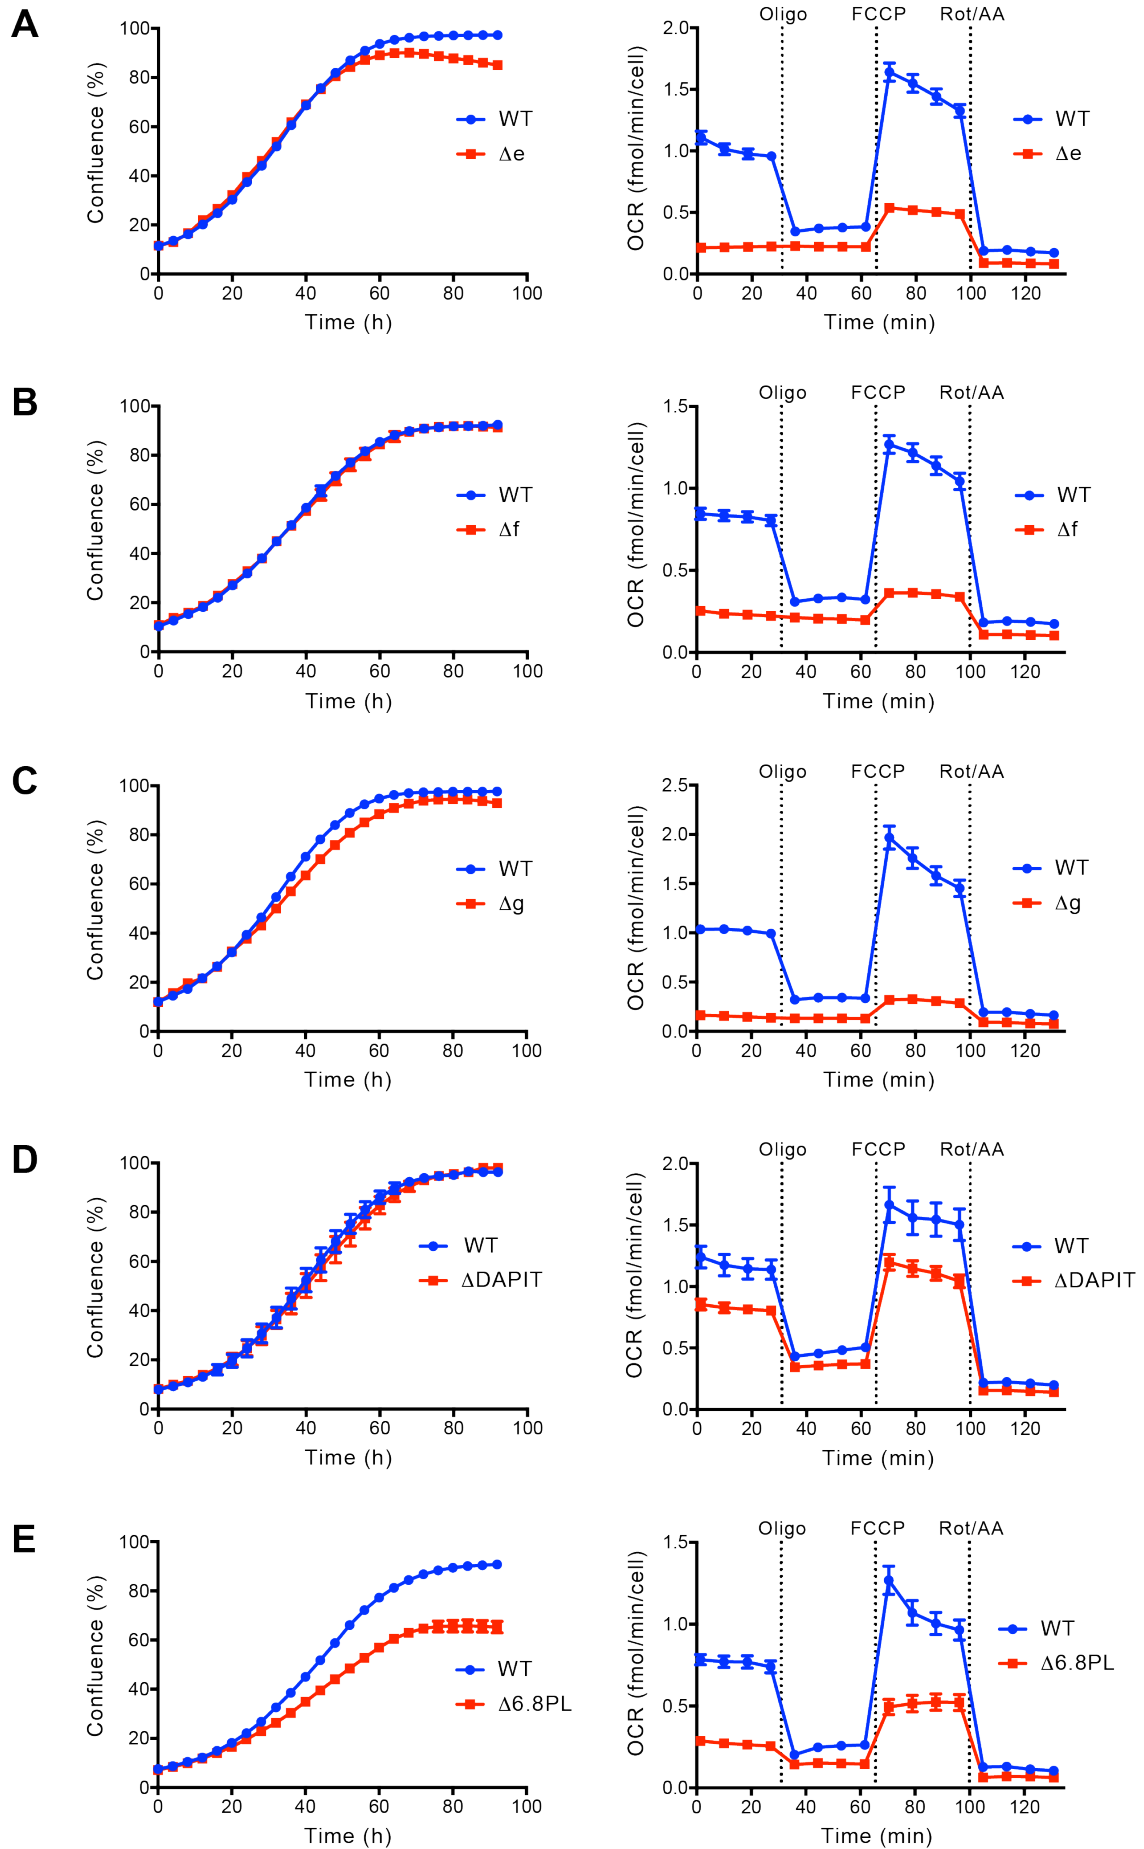 A
100
80
60
40
20
0
Confluence (%)
0 20 40 60 80 100
Time (h)
WT
Δe
Oligo FCCP Rot/AA
2.0
1.5
1.0
0.5
0.0
OCR (fmol/min/cell)
0 20 40 60 80 100 120
Time (min)
WT
Δe
B
100
80
60
40
20
0
Confluence (%)
0 20 40 60 80 100
Time (h)
WT
Δf
Oligo FCCP Rot/AA
1.5
1.0
0.5
0.0
OCR (fmol/min/cell)
0 20 40 60 80 100 120
Time (min)
WT
Δf
C
100
80
60
40
20
0
Confluence (%)
0 20 40 60 80 100
Time (h)
WT
Δg
Oligo FCCP Rot/AA
2.5
2.0
1.5
1.0
0.5
0.0
OCR (fmol/min/cell)
0 20 40 60 80 100 120
Time (min)
WT
Δg
D
100
80
60
40
20
0
Confluence (%)
0 20 40 60 80 100
Time (h)
WT
ΔDAPIT
Oligo FCCP Rot/AA
2.0
1.5
1.0
0.5
0.0
OCR (fmol/min/cell)
0 20 40 60 80 100 120
Time (min)
WT
ΔDAPIT
E
100
80
60
40
20
0
Confluence (%)
0 20 40 60 80 100
Time (h)
WT
Δ6.8PL
Oligo FCCP Rot/AA
1.5
1.0
0.5
0.0
OCR (fmol/min/cell)
0 20 40 60 80 100 120
Time (min)
WT
Δ6.8PL